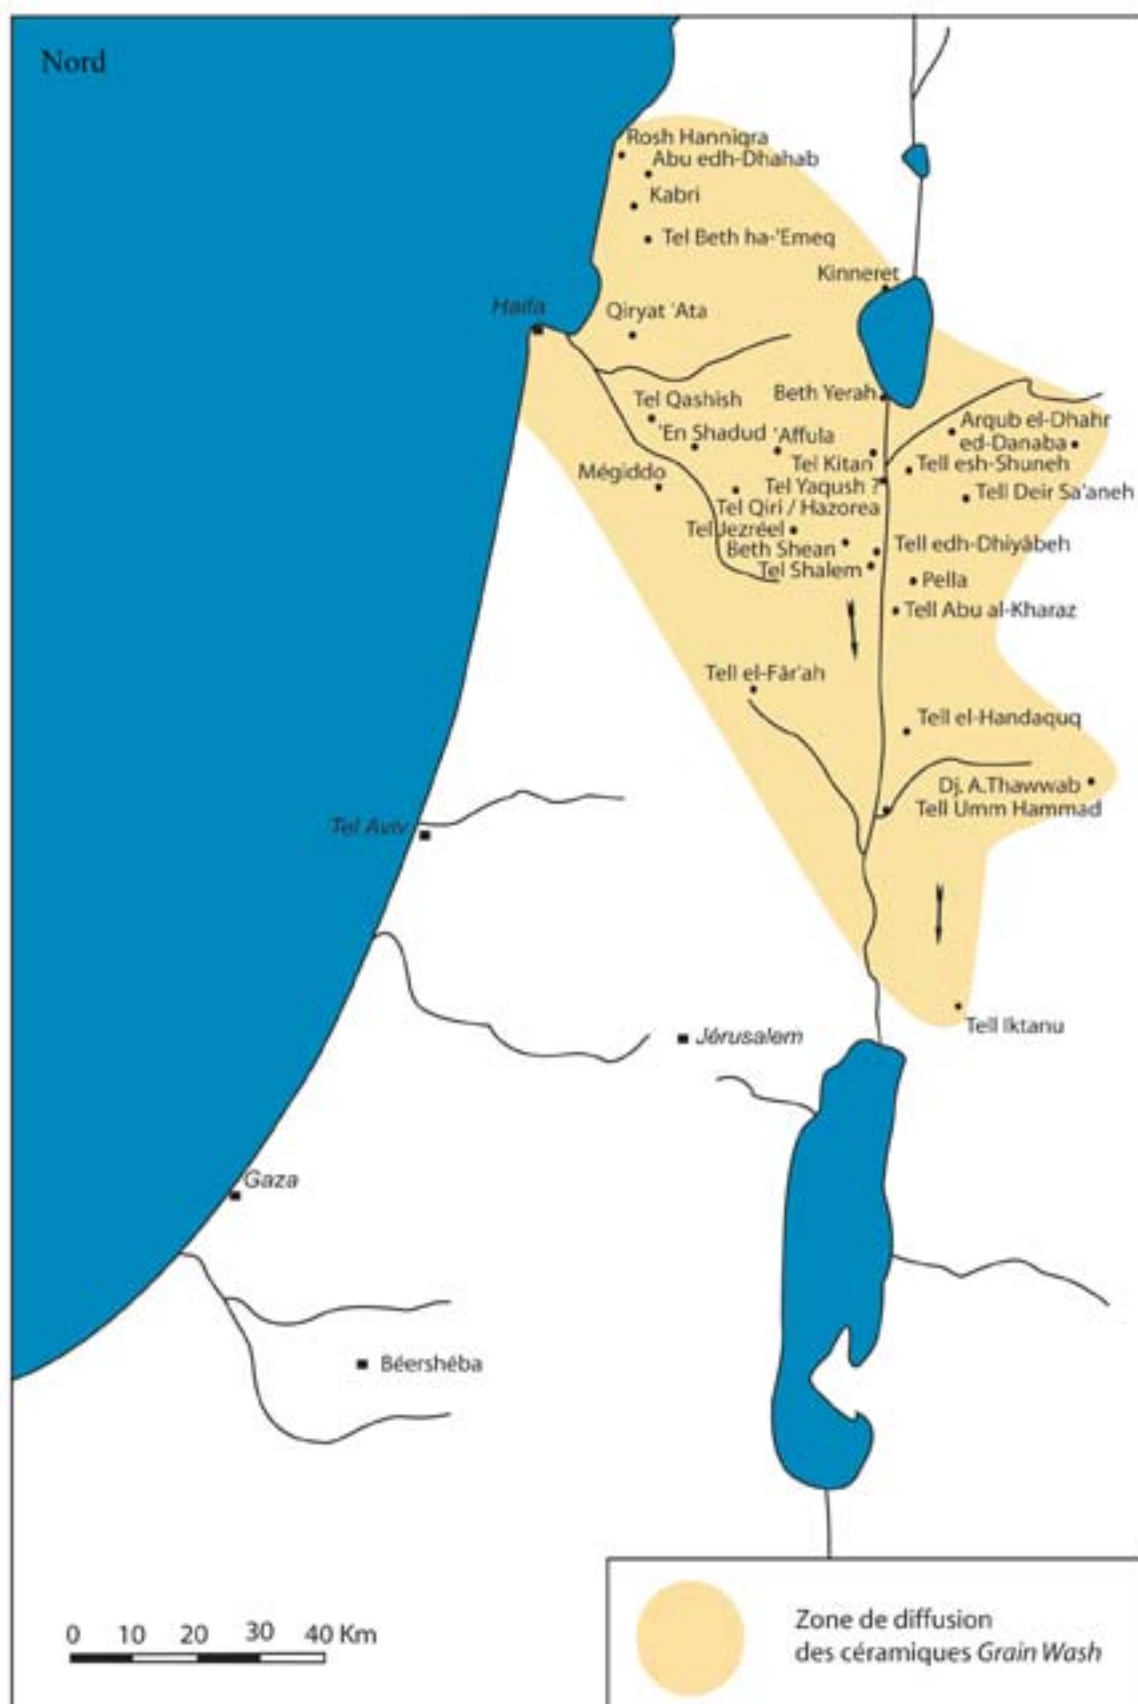 Nord
Rosh Hanniqra
Abu edh-Dhahab
Kabri
Tel Beth ha-'Emeq
Kinneret
Haifa
Qiryat 'Ata
Beth Yerah
Tel Qashish
Arqub el-Dhahr
'En Shadud
'Affula
ed-Danaba
Tel Kitan
Tell esh-Shuneh
Mégiddo
Tel Yaqush ?
Tell Deir Sa'aneh
Tel Qiri / Hazorea
Tel Jezréel
Beth Shean
Tell edh-Dhiyâbeh
Tel Shalem
Pella
Tell Abu al-Kharaz
Tell el-Fâr'ah
Tell el-Handaquq
Dj. A.Thawwab
Tell Umm Hammad
Tel Aviv
Tell Iktanu
Jérusalem
Gaza
Béershéba
0 10 20 30 40 Km
Zone de diffusion
des céramiques Grain Wash